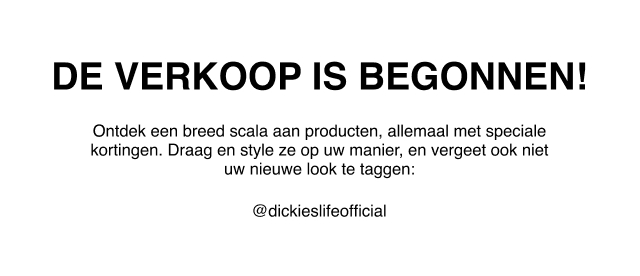 DE VERKOOP IS BEGONNEN!
Ontdek een breed scala aan producten, allemaal met speciale
kortingen. Draag en style ze op uw manier, en vergeet ook niet
uw nieuwe look te taggen:
@dickieslifeofficial